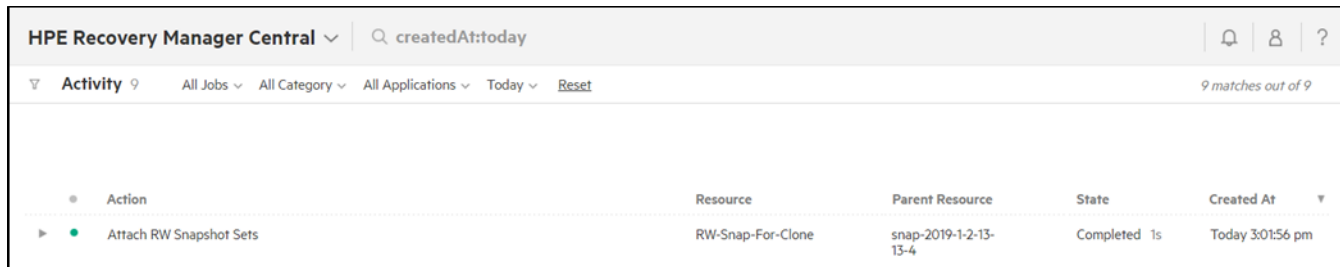 HPE Recovery Manager Central createdAt:today ?
Activity 9 All Jobs All Category All Applications Today Reset 9 matches out of 9
Action Resource Parent Resource State Created At
Attach RW Snapshot Sets RW-Snap-For-Clone snap-2019-1-2-13- Completed 1s Today 3:01:56 pm
13-4